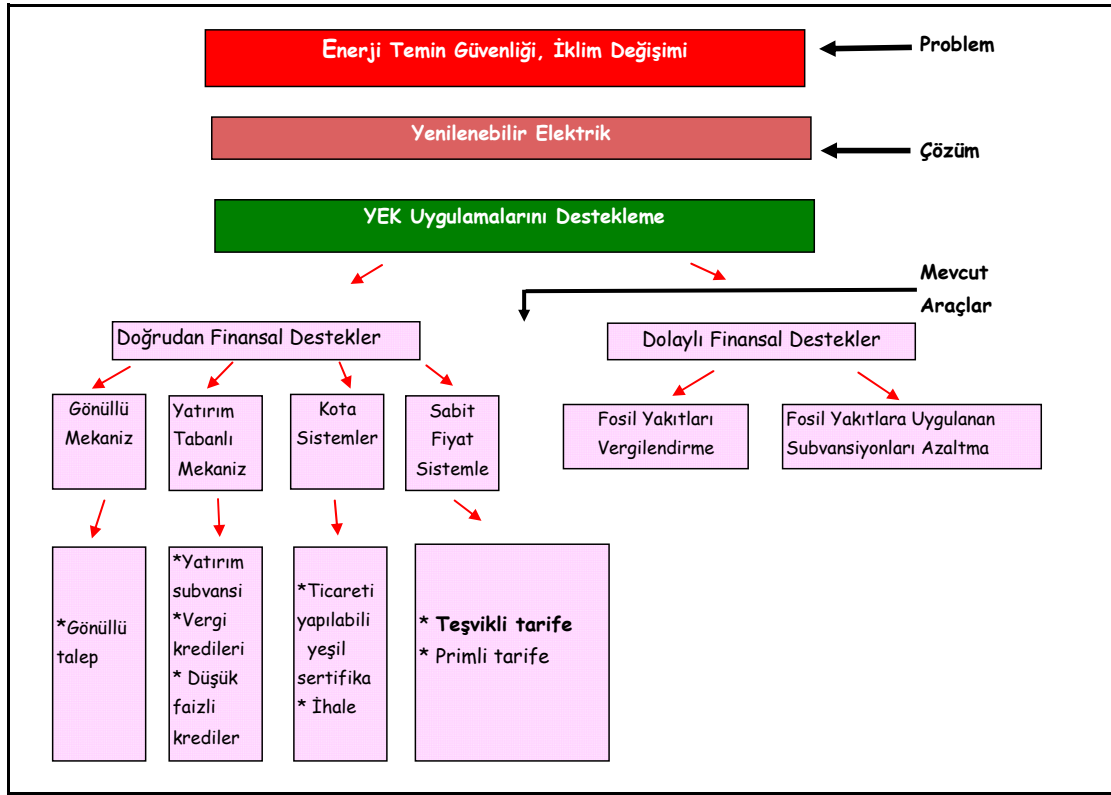 Enerji Temin Güvenliği, İklim Değişimi
Problem
Yenilenebilir Elektrik
Çözüm
YEK Uygulamalarını Destekleme
Mevcut
Araçlar
Doğrudan Finansal Destekler
Dolaylı Finansal Destekler
Gönüllü
Mekaniz
Yatırım
Tabanlı
Mekaniz
Kota
Sistemler
Sabit
Fiyat
Sistemle
Fosil Yakıtları
Vergilendirme
Fosil Yakıtlara Uygulanan
Subvansiyonları Azaltma
*Gönüllü
talep
*Yatırım
subvansi
*Vergi
kredileri
* Düşük
faizli
krediler
*Ticareti
yapılabili
yeşil
sertifika
* İhale
* Teşvikli tarife
* Primli tarife